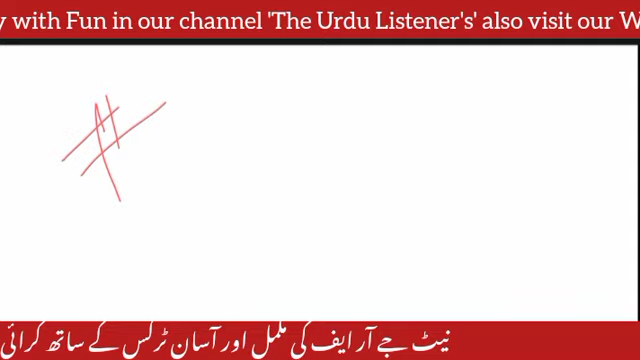 y with Fun in our channel 'The Urdu Listener's' also visit our W
#
نیٹ جے آر ایف کی مکمل اور آسان ٹرکس کے ساتھ کرائی